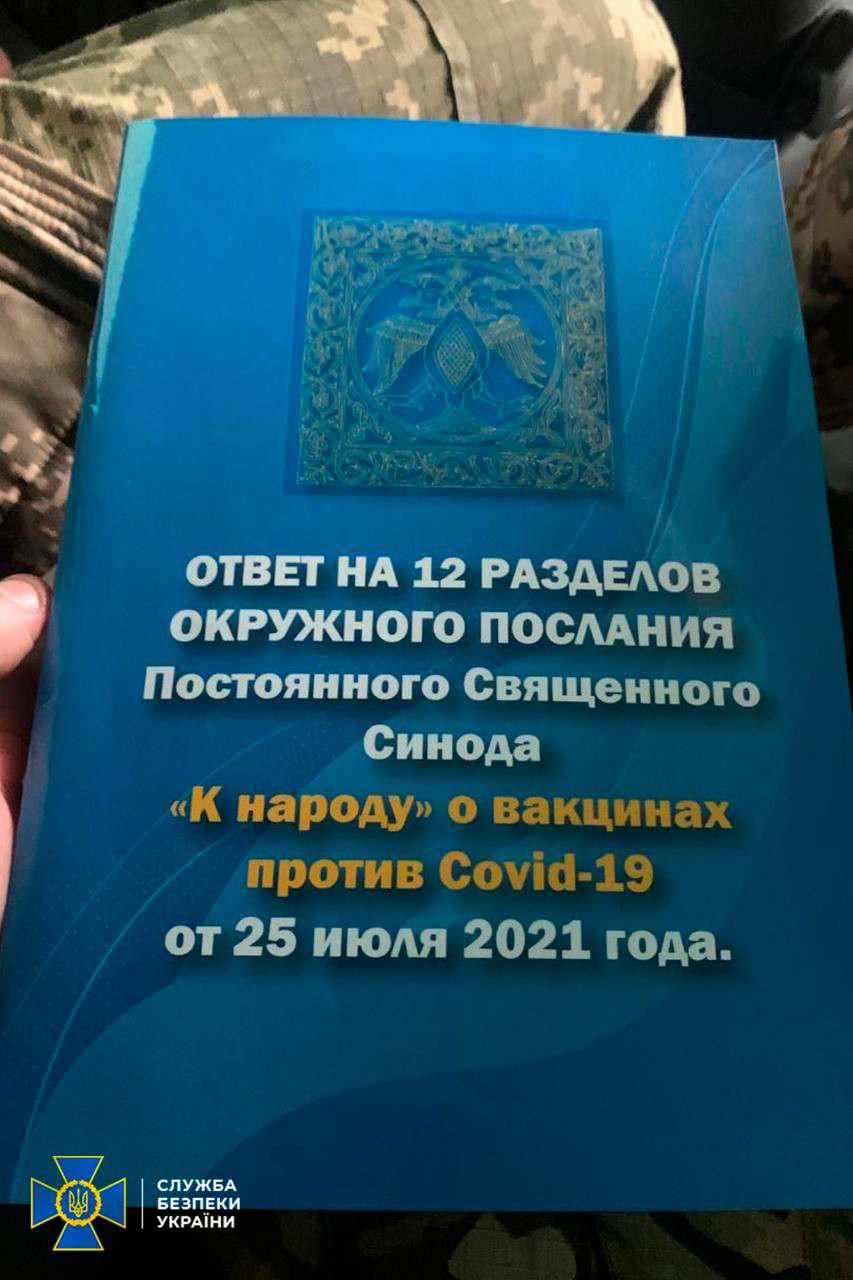 ОТВЕТ НА 12 РАЗДЕЛОВ
ОКРУЖНОГО ПОСЛАНИЯ
Постоянного Священного
Синода
«К народу» о вакцинах
против Covid-19
от 25 июля 2021 года.
СЛУЖБА
БЕЗПЕКИ
УКРАЇНИ